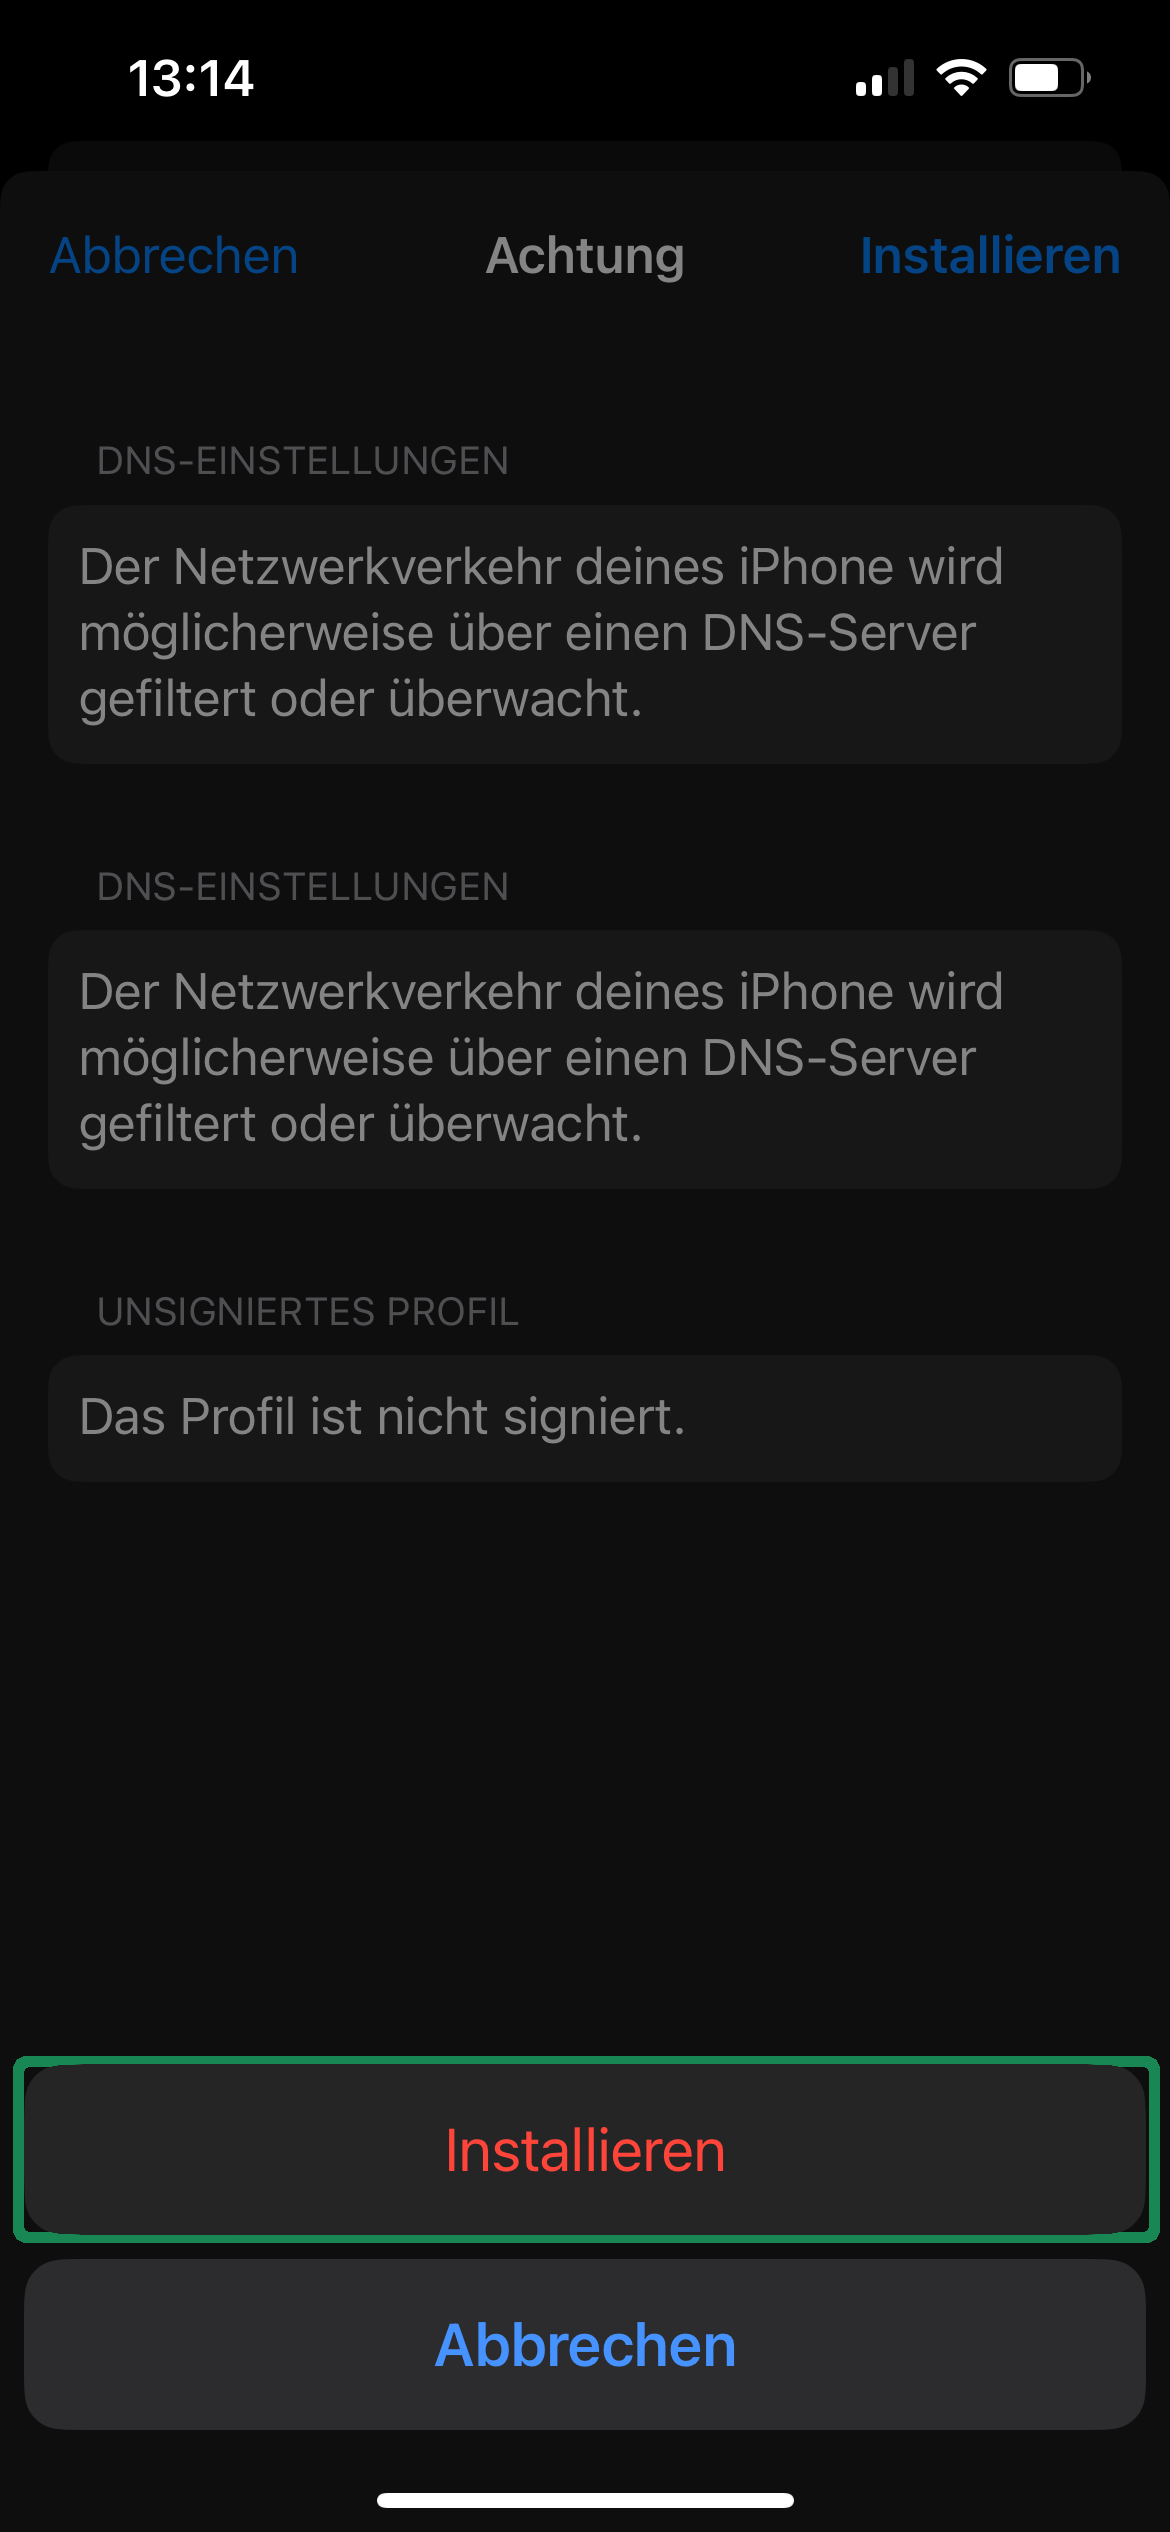 13:14
Abbrechen Achtung Installieren
DNS-EINSTELLUNGEN
Der Netzwerkverkehr deines iPhone wird
möglicherweise über einen DNS-Server
gefiltert oder überwacht.
DNS-EINSTELLUNGEN
Der Netzwerkverkehr deines iPhone wird
möglicherweise über einen DNS-Server
gefiltert oder überwacht.
UNSIGNIERTES PROFIL
Das Profil ist nicht signiert.
Installieren
Abbrechen